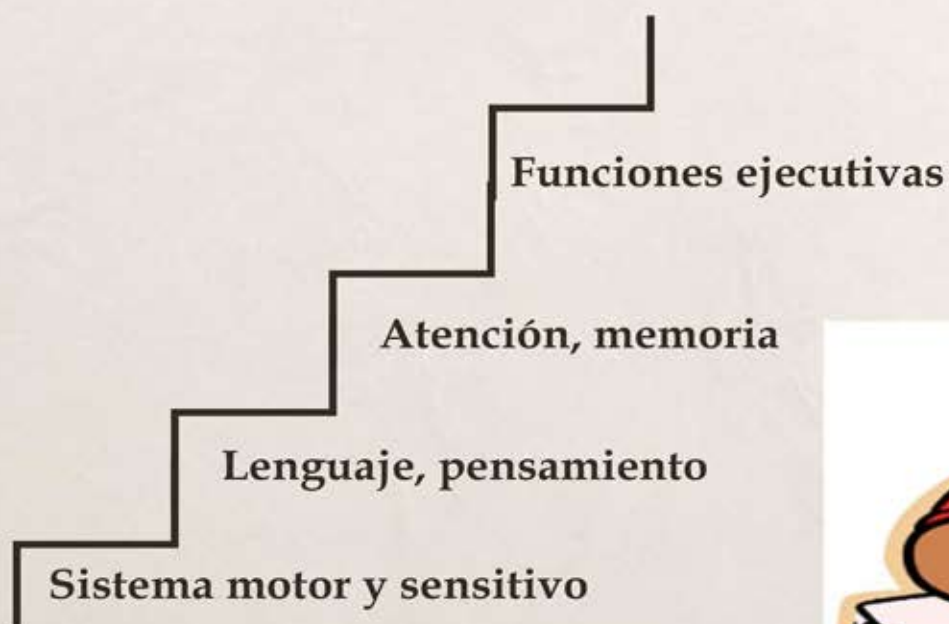 Funciones ejecutivas
Atención, memoria
Lenguaje, pensamiento
Sistema motor y sensitivo